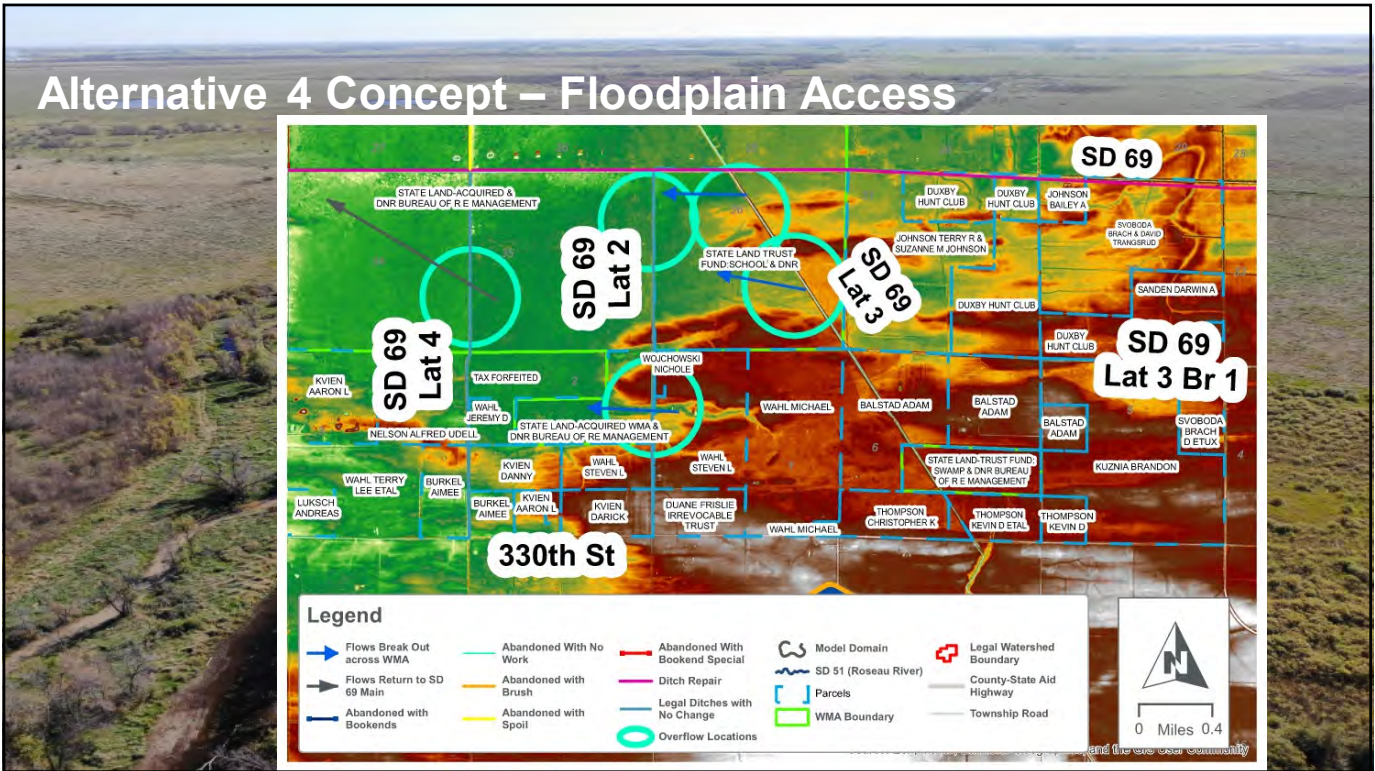 Alternative 4 Concept – Floodplain Access
SD 69
STATE LAND-ACQUIRED &
DNR BUREAU OF R E MANAGEMENT
DUXBY
HUNT CLUB
DUXBY
HUNT CLUB
JOHNSON
BAILEY A
SVOBODA
BRACH & DAVID
TRANGSRUD
JOHNSON TERRY R &
SUZANNE M JOHNSON
SD 69
Lat 2
STATE LAND TRUST
FUND:SCHOOL & DNR
SD 69
Lat 3
SANDEN DARWIN A
DUXBY HUNT CLUB
DUXBY
HUNT CLUB
SD 69
Lat 3 Br 1
SD 69
Lat 4
WOJCHOWSKI
NICHOLE
KVIEN
AARON L
TAX FORFEITED
2
WAHL
JEREMY D
WAHL MICHAEL
BALSTAD ADAM
BALSTAD
ADAM
BALSTAD
ADAM
SVOBODA
BRACH
D ETUX
NELSON ALFRED UDELL
STATE LAND-ACQUIRED WMA &
DNR BUREAU OF RE MANAGEMENT
6
4
KVIEN
DANNY
WAHL
STEVEN L
WAHL
STEVEN L
STATE LAND-TRUST FUND:
SWAMP & DNR BUREAU
OF R E MANAGEMENT
KUZNIA BRANDON
WAHL TERRY
LEE ETAL
BURKEL
AIMEE
LUKSCH
ANDREAS
BURKEL
AIMEE
KVIEN
AARON L
KVIEN
DARICK
DUANE FRISLIE
IRREVOCABLE
TRUST
WAHL MICHAEL
THOMPSON
CHRISTOPHER K
THOMPSON
KEVIN D ETAL
THOMPSON
KEVIN D
330th St
Legend
Flows Break Out
across WMA
Flows Return to SD
69 Main
Abandoned with
Bookends
Abandoned With No
Work
Abandoned with
Brush
Abandoned with
Spoil
Abandoned With
Bookend Special
Ditch Repair
Legal Ditches with
No Change
Overflow Locations
Model Domain
SD 51 (Roseau River)
Parcels
WMA Boundary
Legal Watershed
Boundary
County-State Aid
Highway
Township Road
N
0 Miles 0.4
and the GIS User Community